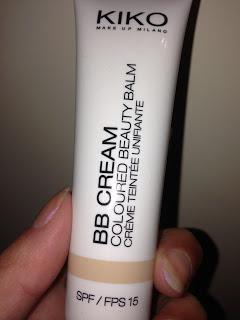 KIKO
MAKE UP MILANO
BB CREAM
COLOURED BEAUTY BALM
CRÈME TEINTÉE UNIFIANTE
SPF / FPS 15